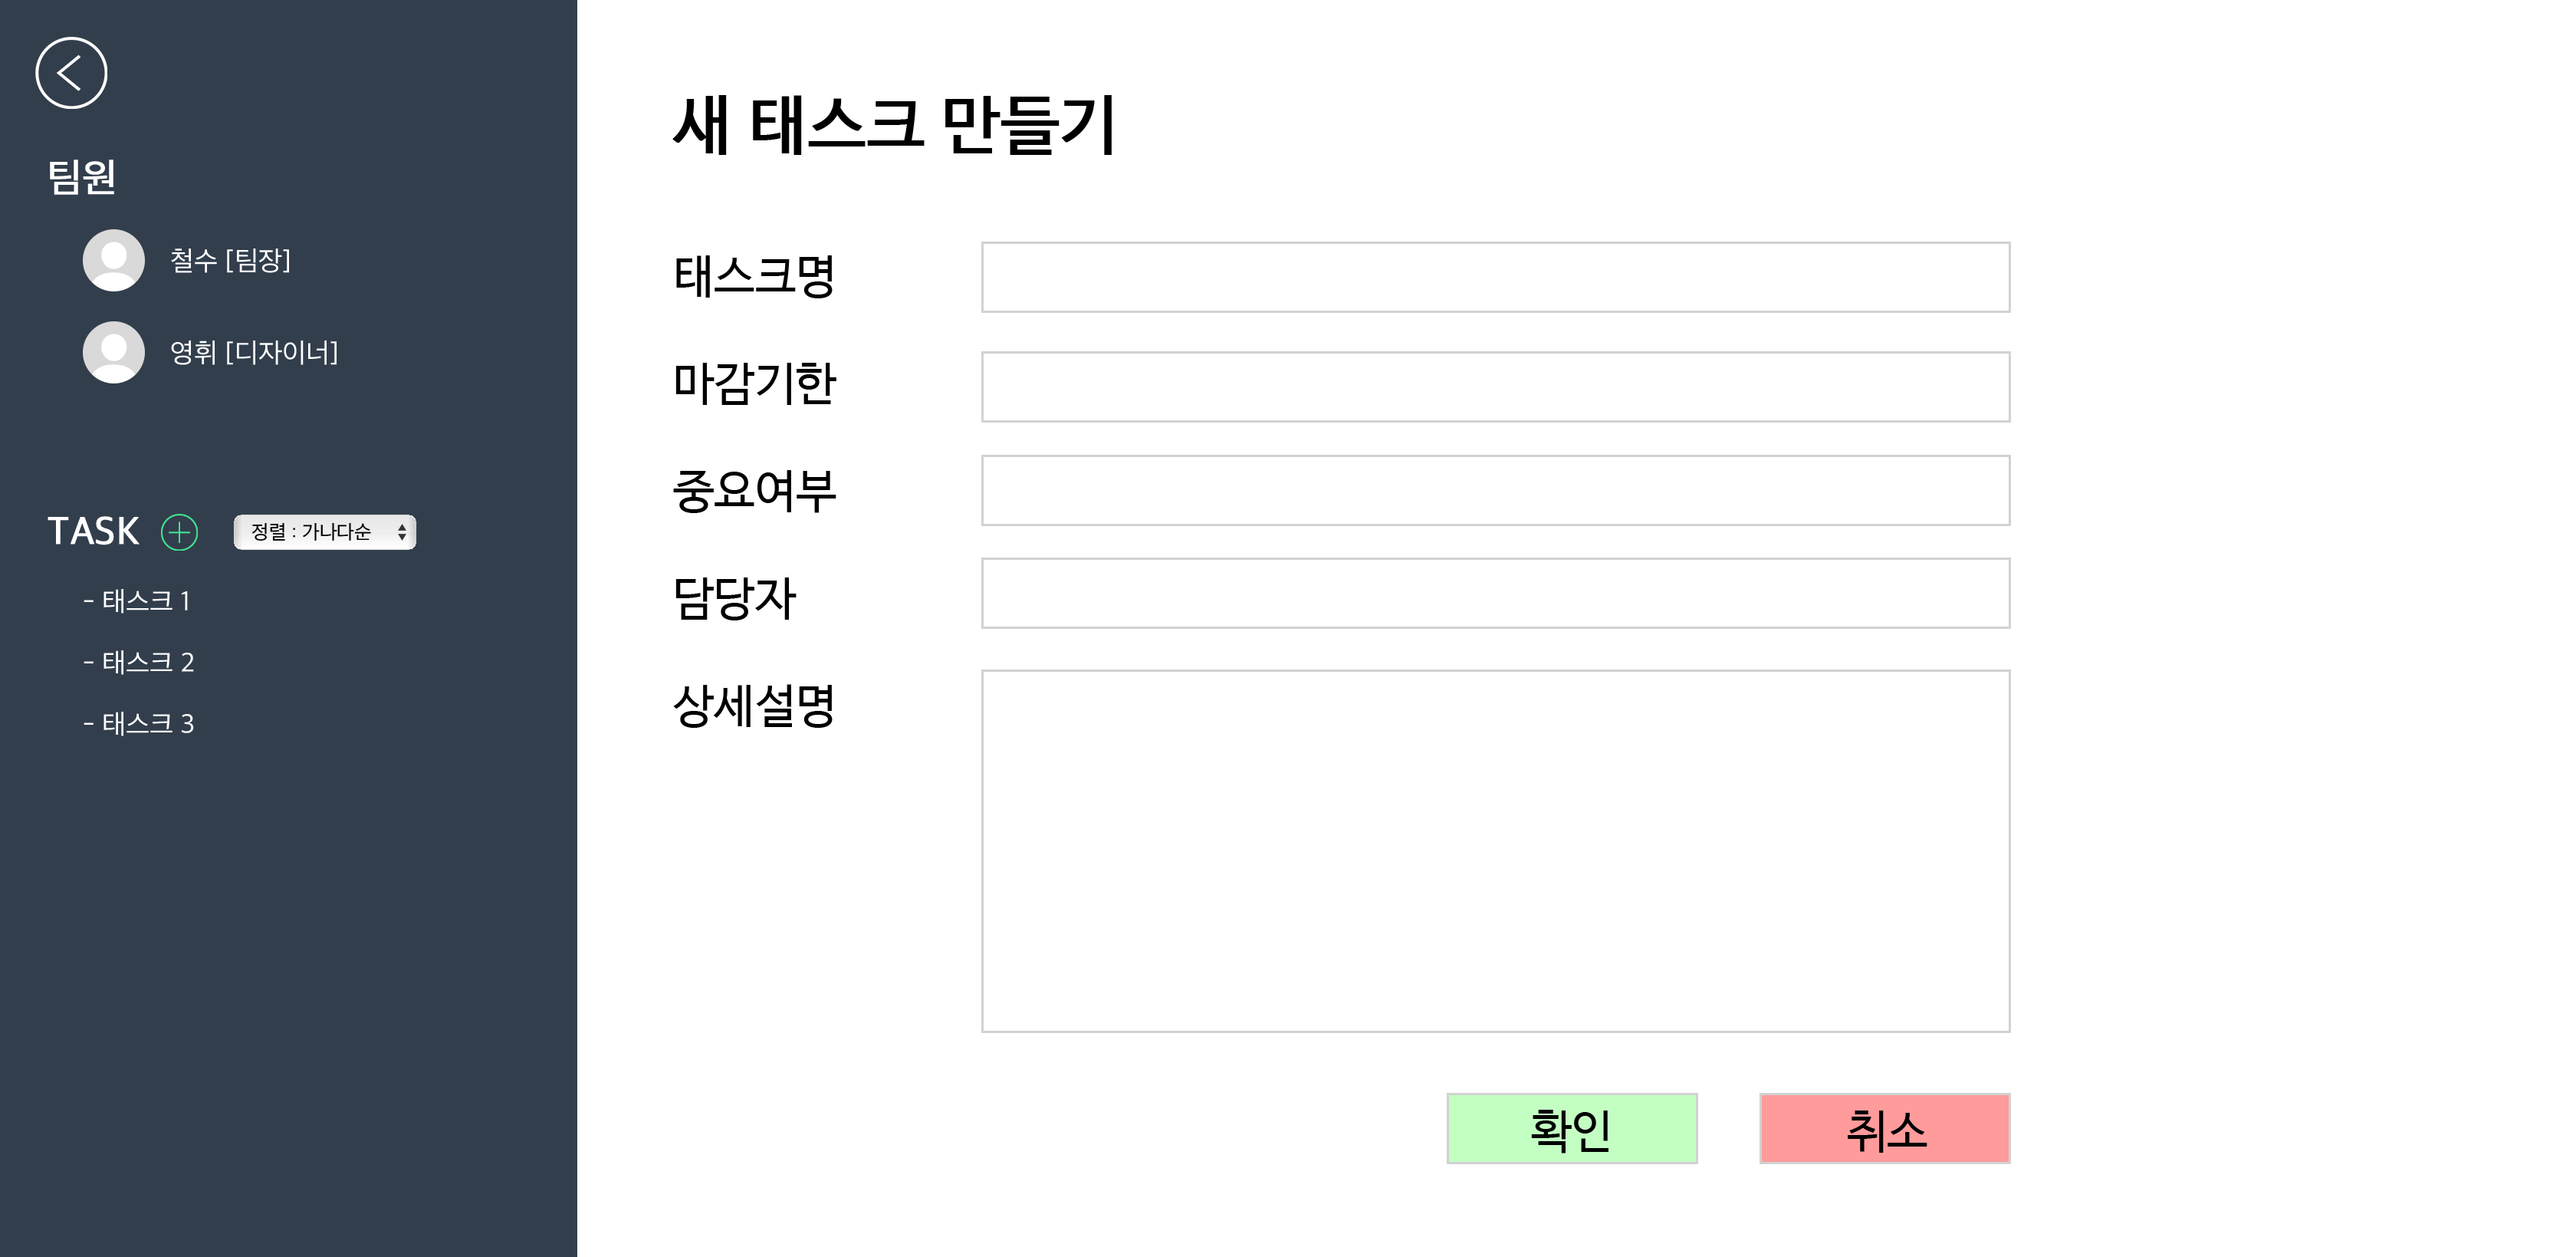 팀원
철수 [팀장]
영휘 [디자이너]
TASK
정렬 : 가나다순
- 태스크 1
- 태스크 2
- 태스크 3
새 태스크 만들기
태스크명
마감기한
중요여부
담당자
상세설명
확인
취소